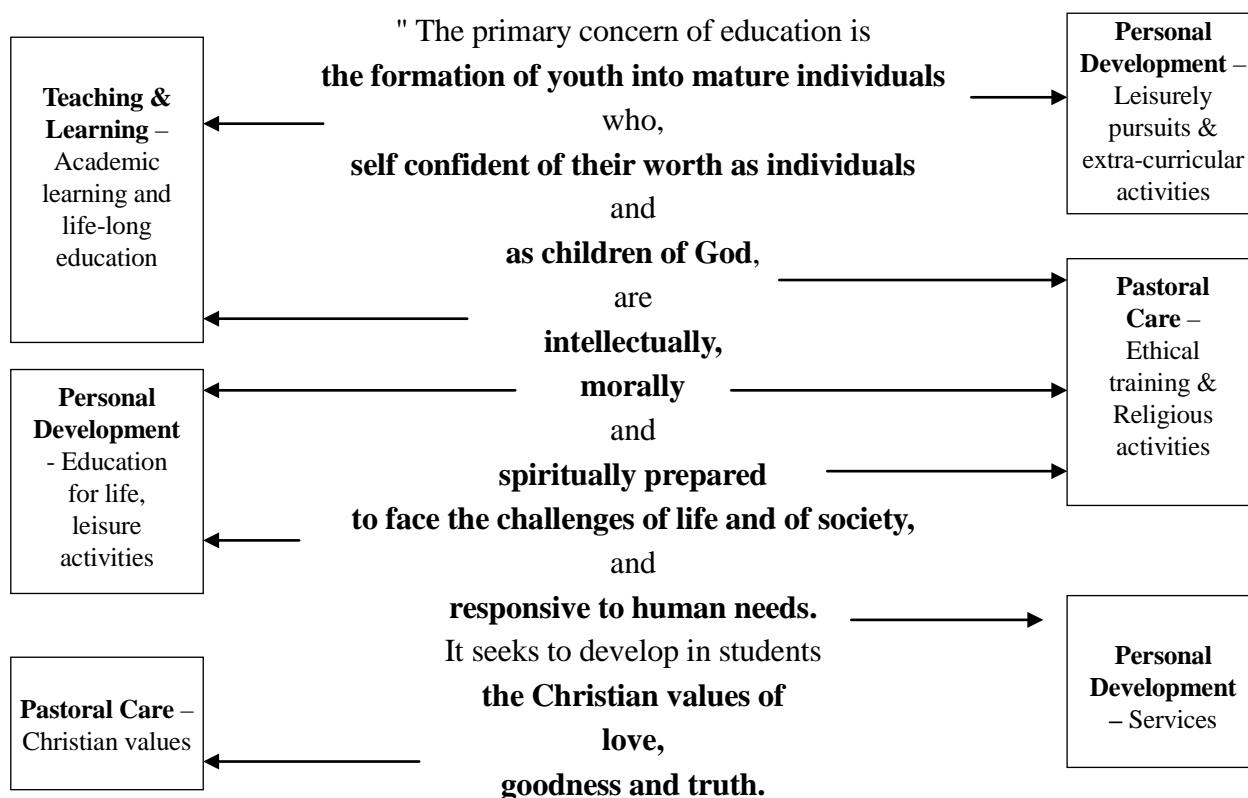 " The primary concern of education is
the formation of youth into mature individuals
who,
self confident of their worth as individuals
and
as children of God,
are
intellectually,
morally
and
spiritually prepared
to face the challenges of life and of society,
and
responsive to human needs.
It seeks to develop in students
the Christian values of
love,
goodness and truth.
Teaching &
Learning –
Academic
learning and
life-long
education
Personal
Development
- Education
for life,
leisure
activities
Pastoral Care –
Christian values
Personal
Development –
Leisurely
pursuits &
extra-curricular
activities
Pastoral
Care –
Ethical
training &
Religious
activities
Personal
Development
– Services